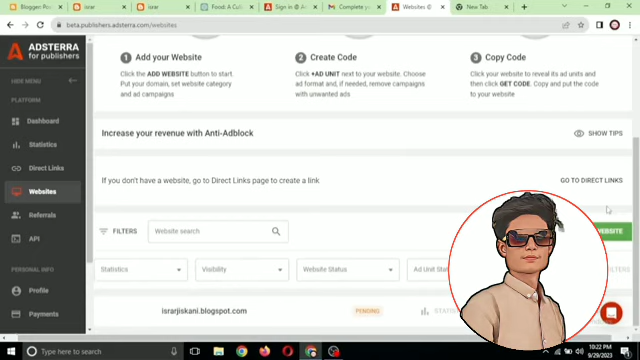 Blogger: Pos
israr
israr
Food: A Culi
Sign in @ Ad
Complete yo
Websites @
New Tab
beta.publishers.adsterra.com/websites
ADSTERRA
for publishers
HIDE MENU
PLATFORM
Dashboard
Statistics
Direct Links
Websites
Referrals
API
PERSONAL INFO
Profile
Payments
1 Add your Website
Click the ADD WEBSITE button to start.
Put your domain, set website category
and ad campaigns
2 Create Code
Click +AD UNIT next to your website. Choose
ad format and, if needed, remove campaigns
with unwanted ads
3 Copy Code
Click your website to reveal its ad units and
then click GET CODE. Copy and put the code
to your website
Increase your revenue with Anti-Adblock
SHOW TIPS
If you don't have a website, go to Direct Links page to create a link
GO TO DIRECT LINKS
FILTERS
Website search
WEBSITE
Statistics
Visibility
Website Status
Ad Unit Stat
FILTERS
israrjiskani.blogspot.com
PENDING
Type here to search
10:22 PM
9/29/2023